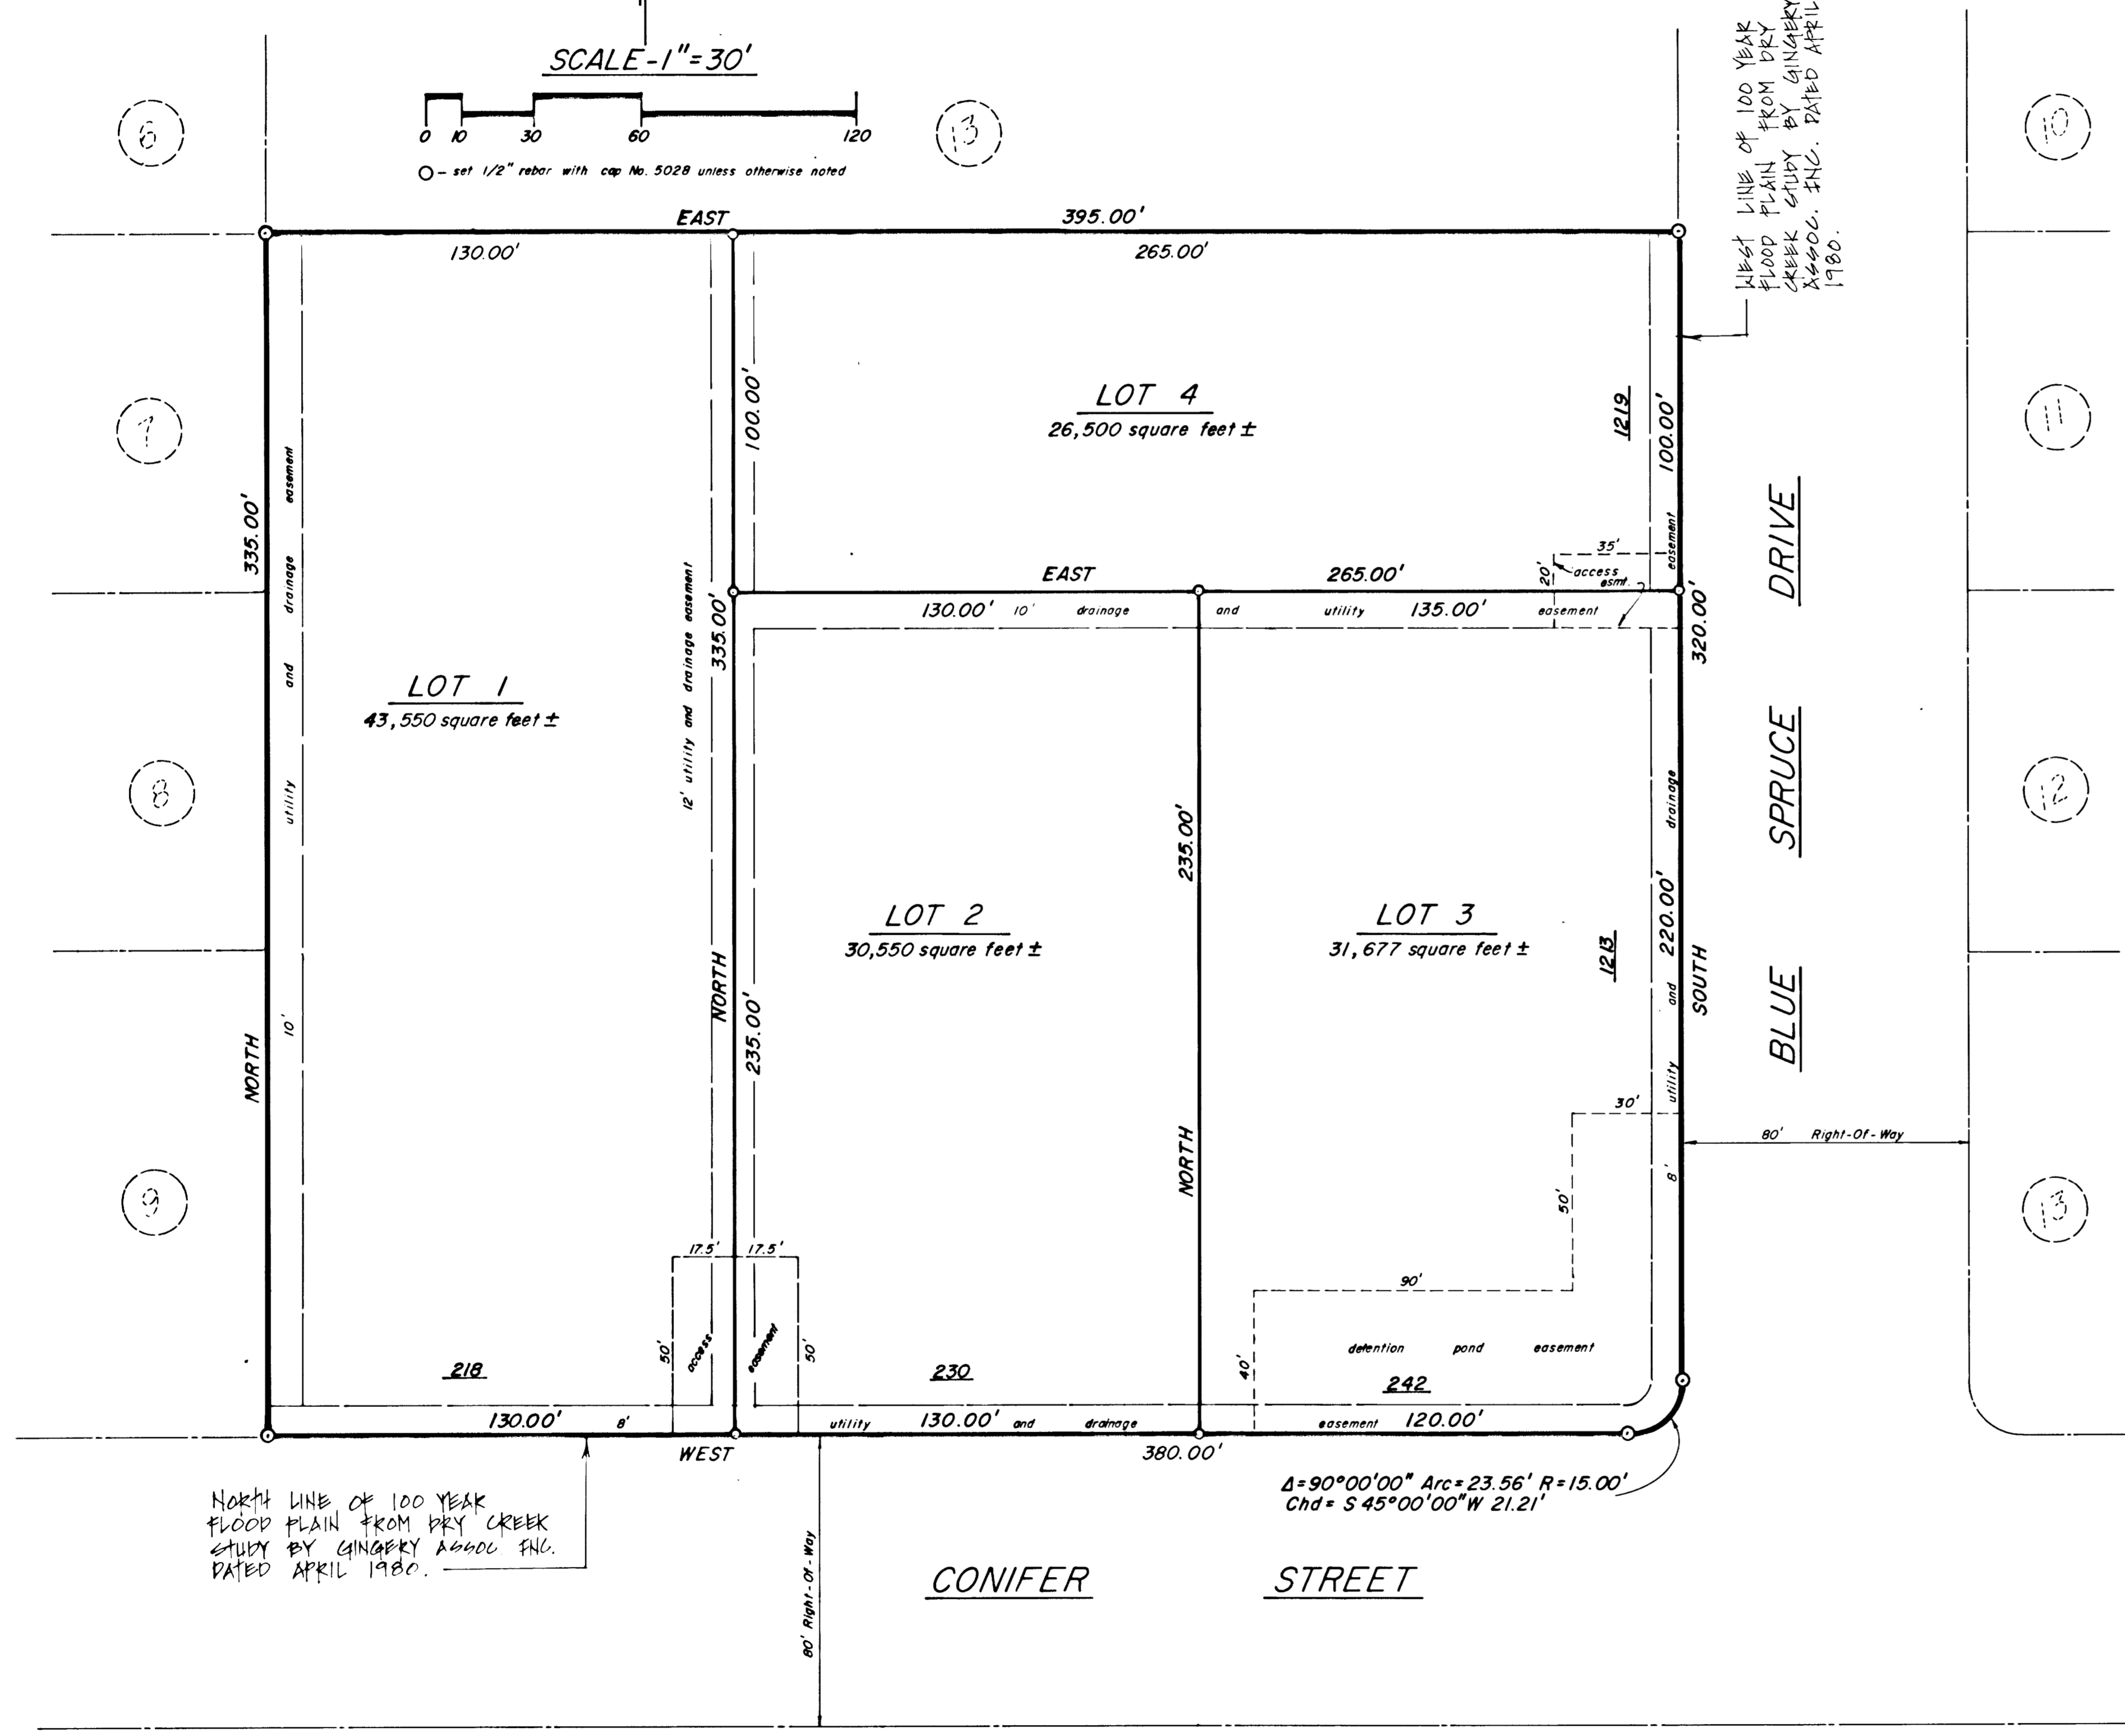 SCALE-1"=30'
0 10 30 60 120
- set 1/2" rebar with cap No. 5028 unless otherwise noted
6
13
10
WEST LINE OF 100 YEAR
FLOOD PLAIN FROM DRY
CREEK STUDY BY GINGERY
ASSOC. INC. DATED APRIL
1980.
EAST 395.00'
130.00'
265.00'
7
335.00'
NORTH
10' utility and drainage easement
LOT 1
43,550 square feet ±
12' utility and drainage easement
335.00'
NORTH
100.00'
LOT 4
26,500 square feet ±
1219
100.00'
11
EAST 265.00'
35'
20'
access
esmt.
130.00' 10' drainage and utility 135.00' easement
320.00'
SOUTH
BLUE SPRUCE DRIVE
8
12
235.00'
235.00'
NORTH
LOT 2
30,550 square feet ±
LOT 3
31,677 square feet ±
1213
220.00'
8' utility and drainage easement
30'
80' Right-Of-Way
9
13
50'
17.5' 17.5'
50'
access
easement
50'
90'
40'
detention pond easement
218
230
242
130.00' 8' utility 130.00' and drainage easement 120.00'
WEST 380.00'
Δ=90°00'00" Arc=23.56' R=15.00'
Chd= S 45°00'00"W 21.21'
NORTH LINE OF 100 YEAR
FLOOD PLAIN FROM DRY CREEK
STUDY BY GINGERY ASSOC INC.
DATED APRIL 1980.
80' Right-Of-Way
CONIFER STREET